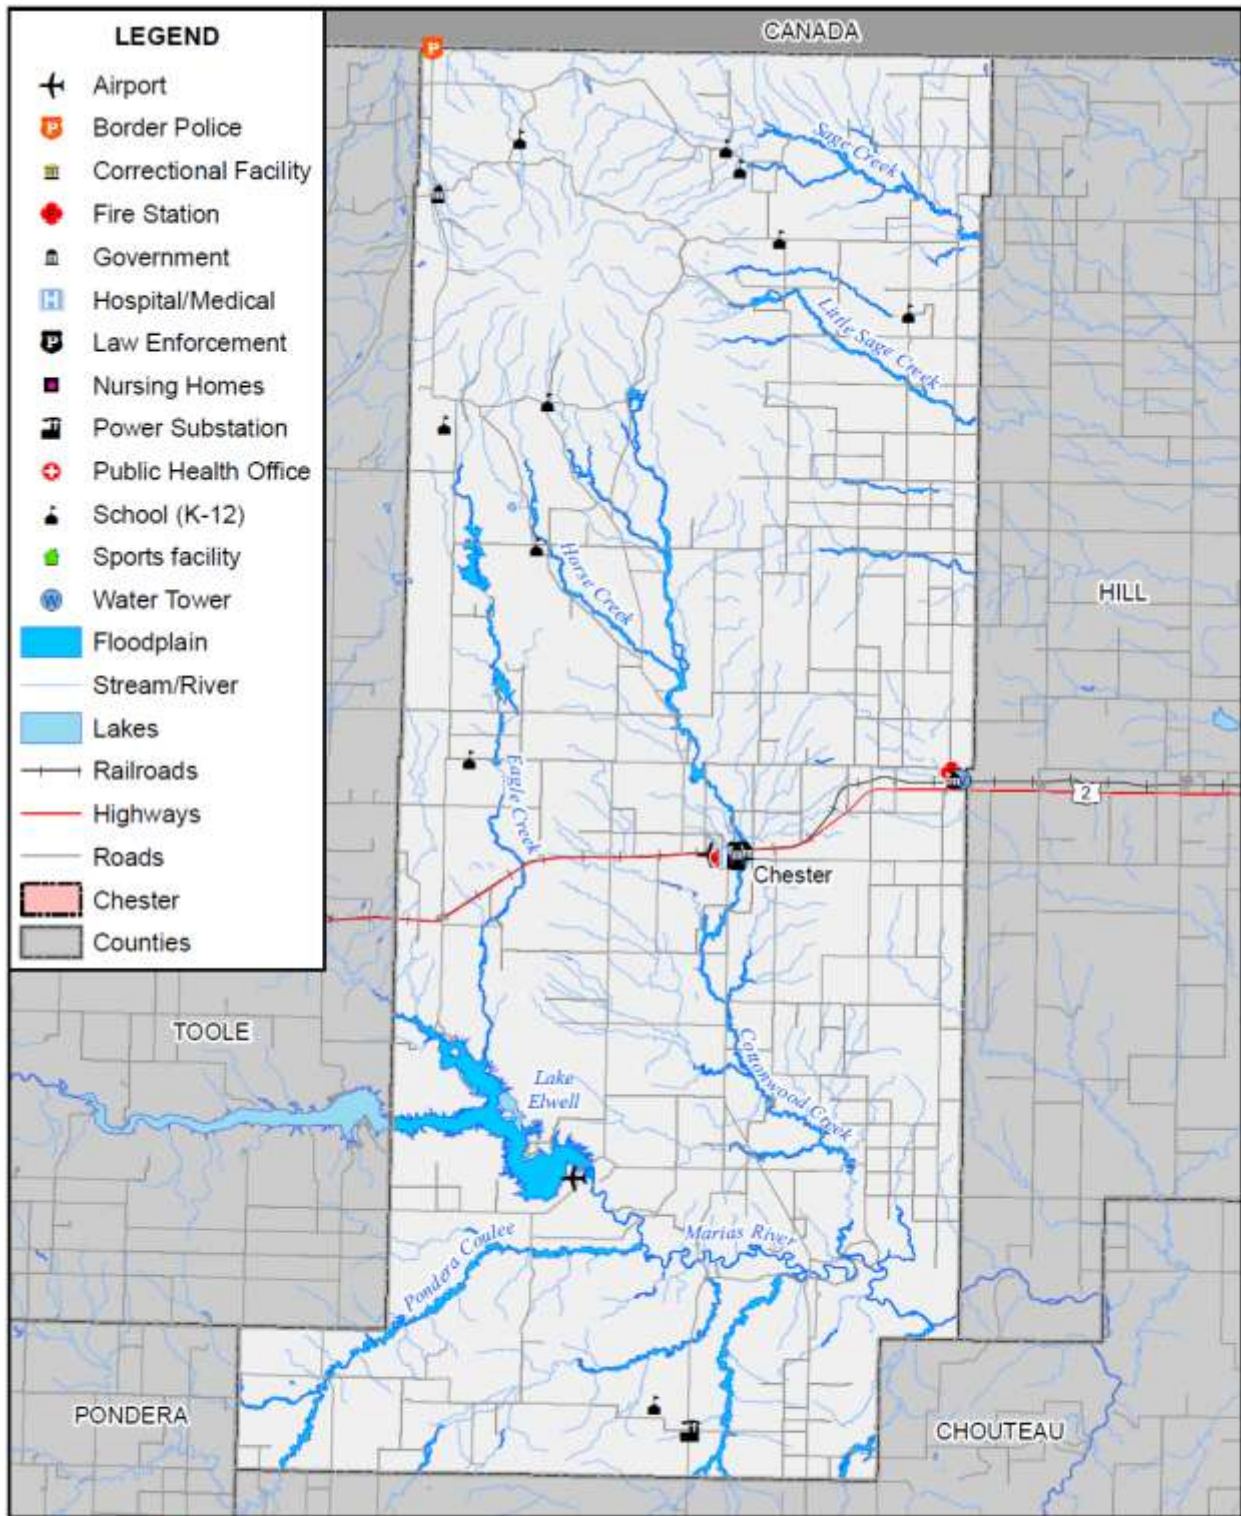 LEGEND
Airport
Border Police
Correctional Facility
Fire Station
Government
Hospital/Medical
Law Enforcement
Nursing Homes
Power Substation
Public Health Office
School (K-12)
Sports facility
Water Tower
Floodplain
Stream/River
Lakes
Railroads
Highways
Roads
Chester
Counties
CANADA
Sage Creek
Little Sage Creek
Horse Creek
HILL
Eagle Creek
2
Chester
TOOLE
Lake
Elwell
Cottonwood Creek
Marias River
Pondera Coulee
PONDERA
CHOUTEAU